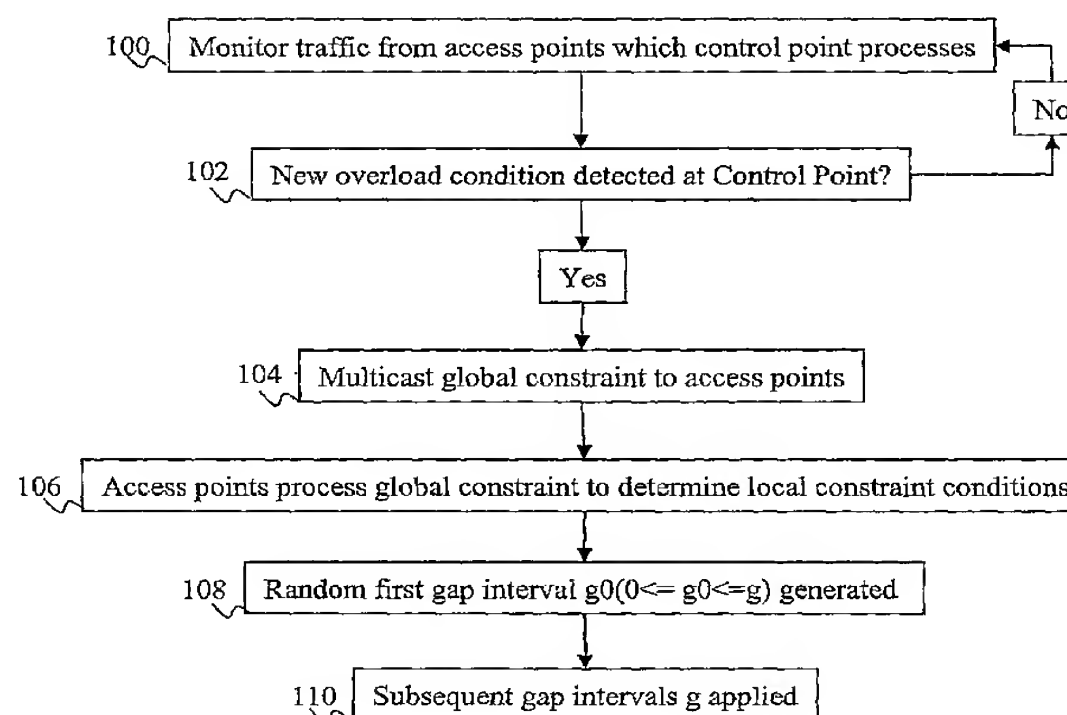 100 Monitor traffic from access points which control point processes
No
102 New overload condition detected at Control Point?
Yes
104 Multicast global constraint to access points
106 Access points process global constraint to determine local constraint conditions
108 Random first gap interval g0(0<= g0<=g) generated
110 Subsequent gap intervals g applied